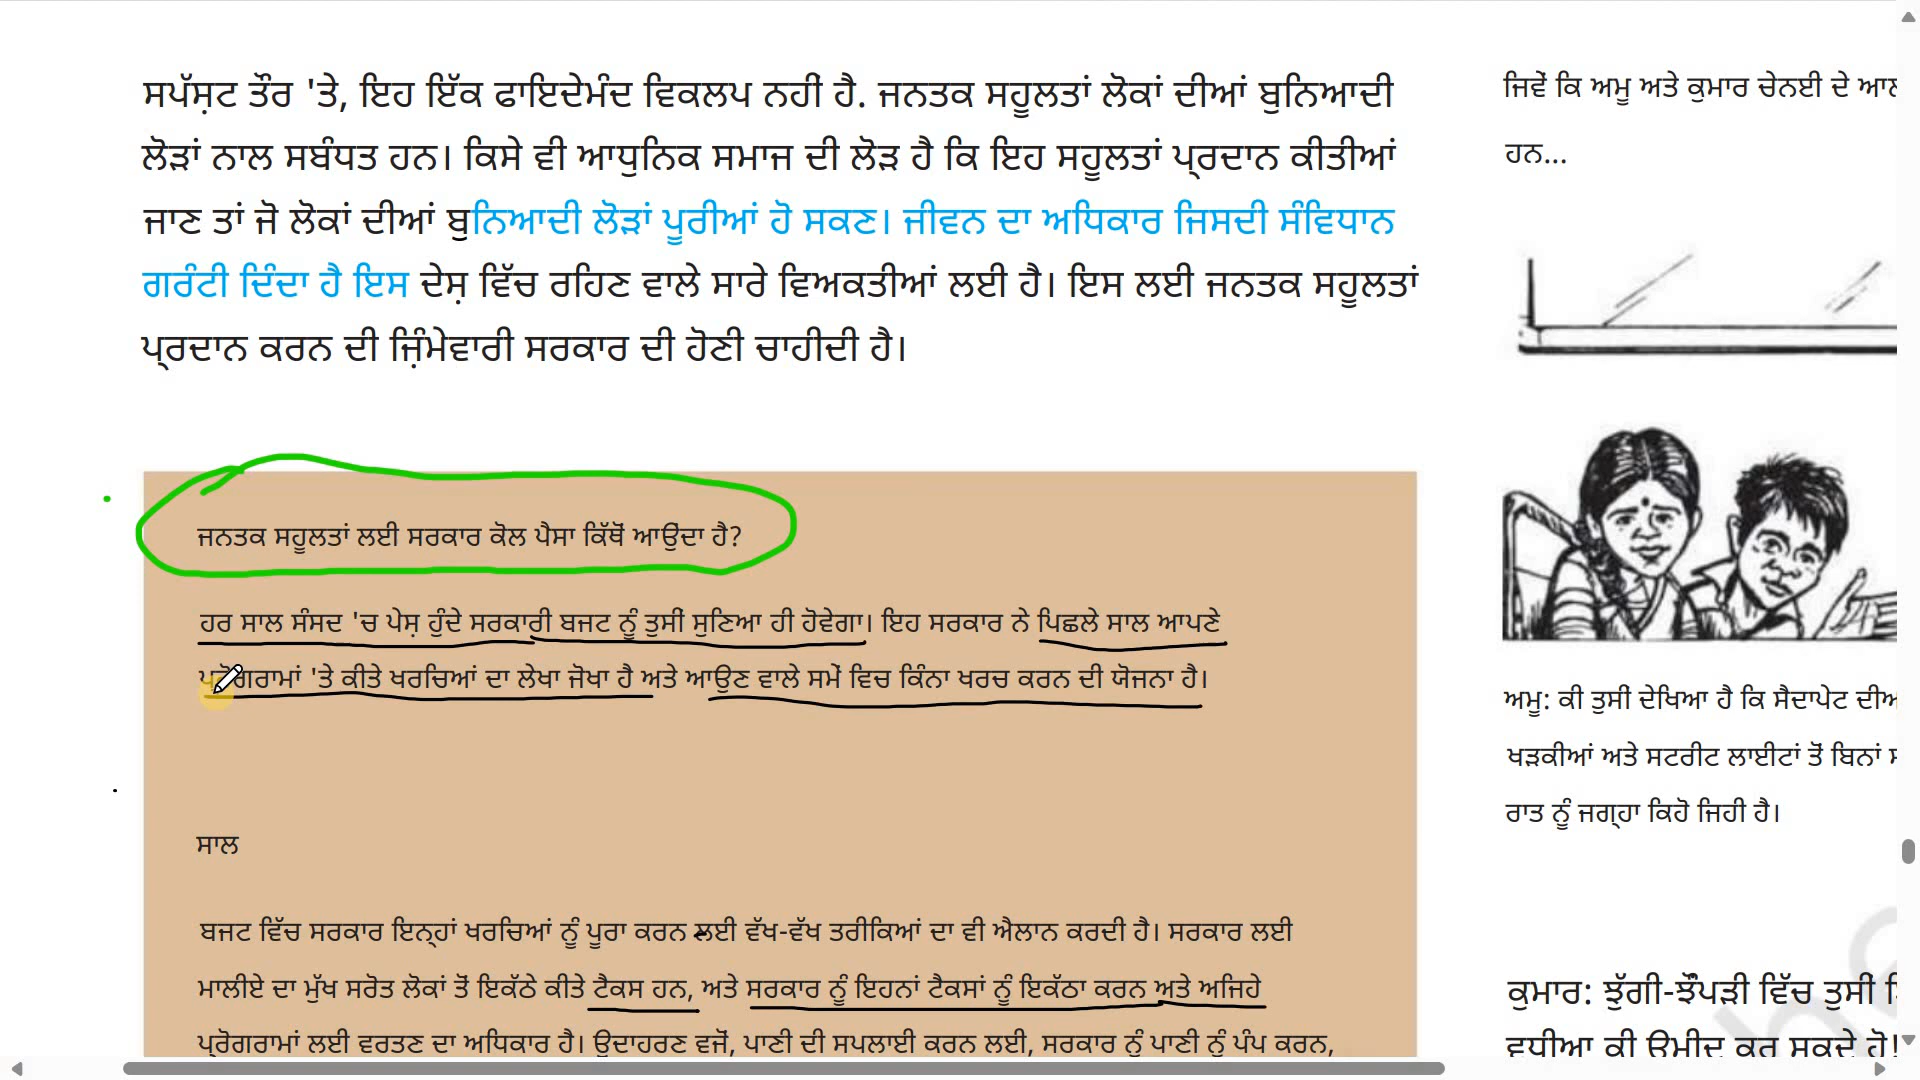 ਸਪੱਸ਼ਟ ਤੌਰ 'ਤੇ, ਇਹ ਇੱਕ ਫਾਇਦੇਮੰਦ ਵਿਕਲਪ ਨਹੀਂ ਹੈ. ਜਨਤਕ ਸਹੂਲਤਾਂ ਲੋਕਾਂ ਦੀਆਂ ਬੁਨਿਆਦੀ
ਲੋੜਾਂ ਨਾਲ ਸਬੰਧਤ ਹਨ। ਕਿਸੇ ਵੀ ਆਧੁਨਿਕ ਸਮਾਜ ਦੀ ਲੋੜ ਹੈ ਕਿ ਇਹ ਸਹੂਲਤਾਂ ਪ੍ਰਦਾਨ ਕੀਤੀਆਂ
ਜਾਣ ਤਾਂ ਜੋ ਲੋਕਾਂ ਦੀਆਂ ਬੁਨਿਆਦੀ ਲੋੜਾਂ ਪੂਰੀਆਂ ਹੋ ਸਕਣ। ਜੀਵਨ ਦਾ ਅਧਿਕਾਰ ਜਿਸਦੀ ਸੰਵਿਧਾਨ
ਗਰੰਟੀ ਦਿੰਦਾ ਹੈ ਇਸ ਦੇਸ਼ ਵਿੱਚ ਰਹਿਣ ਵਾਲੇ ਸਾਰੇ ਵਿਅਕਤੀਆਂ ਲਈ ਹੈ। ਇਸ ਲਈ ਜਨਤਕ ਸਹੂਲਤਾਂ
ਪ੍ਰਦਾਨ ਕਰਨ ਦੀ ਜ਼ਿੰਮੇਵਾਰੀ ਸਰਕਾਰ ਦੀ ਹੋਣੀ ਚਾਹੀਦੀ ਹੈ।
ਜਨਤਕ ਸਹੂਲਤਾਂ ਲਈ ਸਰਕਾਰ ਕੋਲ ਪੈਸਾ ਕਿੱਥੋਂ ਆਉਂਦਾ ਹੈ?
ਹਰ ਸਾਲ ਸੰਸਦ 'ਚ ਪੇਸ਼ ਹੁੰਦੇ ਸਰਕਾਰੀ ਬਜਟ ਨੂੰ ਤੁਸੀਂ ਸੁਣਿਆ ਹੀ ਹੋਵੇਗਾ। ਇਹ ਸਰਕਾਰ ਨੇ ਪਿਛਲੇ ਸਾਲ ਆਪਣੇ
ਪ੍ਰੋਗਰਾਮਾਂ 'ਤੇ ਕੀਤੇ ਖਰਚਿਆਂ ਦਾ ਲੇਖਾ ਜੋਖਾ ਹੈ ਅਤੇ ਆਉਣ ਵਾਲੇ ਸਮੇਂ ਵਿਚ ਕਿੰਨਾ ਖਰਚ ਕਰਨ ਦੀ ਯੋਜਨਾ ਹੈ।
ਸਾਲ
ਬਜਟ ਵਿੱਚ ਸਰਕਾਰ ਇਨ੍ਹਾਂ ਖਰਚਿਆਂ ਨੂੰ ਪੂਰਾ ਕਰਨ ਲਈ ਵੱਖ-ਵੱਖ ਤਰੀਕਿਆਂ ਦਾ ਵੀ ਐਲਾਨ ਕਰਦੀ ਹੈ। ਸਰਕਾਰ ਲਈ
ਮਾਲੀਏ ਦਾ ਮੁੱਖ ਸਰੋਤ ਲੋਕਾਂ ਤੋਂ ਇਕੱਠੇ ਕੀਤੇ ਟੈਕਸ ਹਨ, ਅਤੇ ਸਰਕਾਰ ਨੂੰ ਇਹਨਾਂ ਟੈਕਸਾਂ ਨੂੰ ਇਕੱਠਾ ਕਰਨ ਅਤੇ ਅਜਿਹੇ
ਪ੍ਰੋਗਰਾਮਾਂ ਲਈ ਵਰਤਣ ਦਾ ਅਧਿਕਾਰ ਹੈ। ਉਦਾਹਰਣ ਵਜੋਂ, ਪਾਣੀ ਦੀ ਸਪਲਾਈ ਕਰਨ ਲਈ, ਸਰਕਾਰ ਨੂੰ ਪਾਣੀ ਨੂੰ ਪੰਪ ਕਰਨ,
ਜਿਵੇਂ ਕਿ ਅਮੂ ਅਤੇ ਕੁਮਾਰ ਚੇਨਈ ਦੇ
ਹਨ...
ਅਮੂ: ਕੀ ਤੁਸੀਂ ਦੇਖਿਆ ਹੈ ਕਿ ਸੈਦਾਪੇਟ
ਖੜਕੀਆਂ ਅਤੇ ਸਟਰੀਟ ਲਾਈਟਾਂ ਤੋਂ ਬਿਨਾਂ
ਰਾਤ ਨੂੰ ਜਗ੍ਹਾ ਕਿਹੋ ਜਿਹੀ ਹੈ।
ਕੁਮਾਰ: ਝੁੱਗੀ-ਝੌਂਪੜੀ ਵਿੱਚ ਤੁਸੀਂ
ਵਧੀਆ ਕੀ ਉਮੀਦ ਕਰ ਸਕਦੇ ਹੋ!